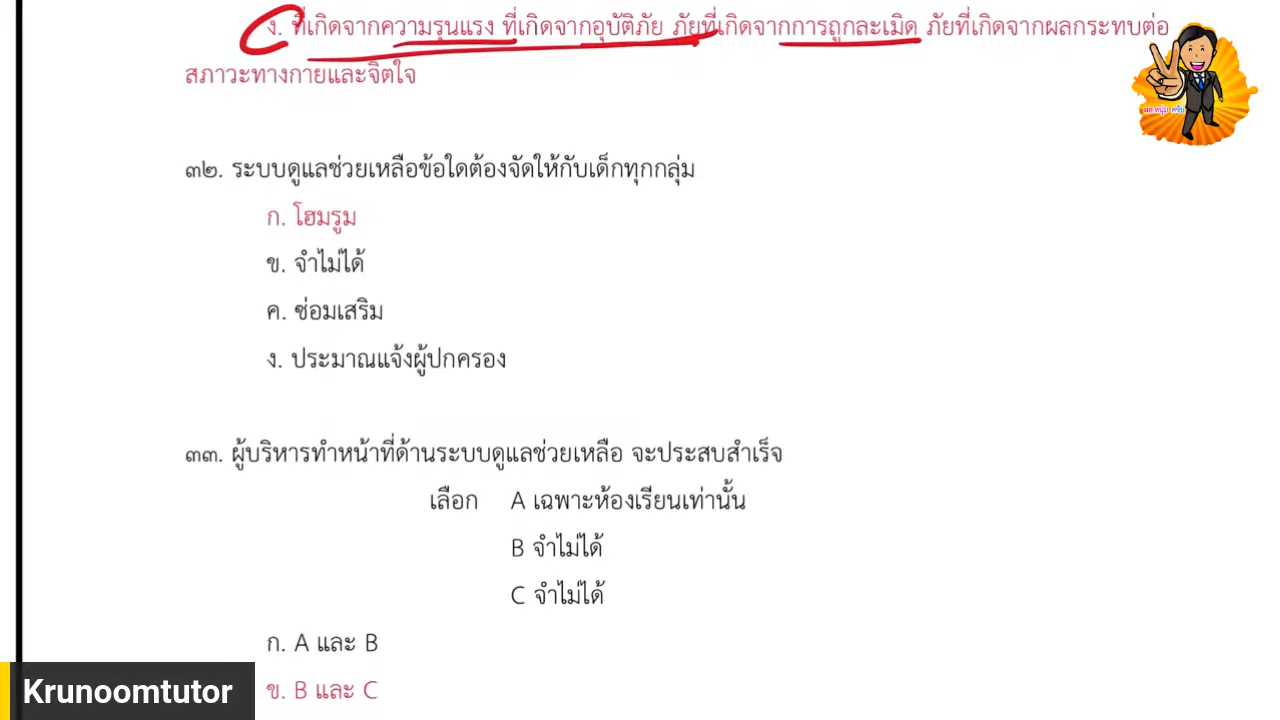 ง. ที่เกิดจากความรุนแรง ที่เกิดจากอุบัติภัย ภัยที่เกิดจากการถูกละเมิด ภัยที่เกิดจากผลกระทบต่อ
สภาวะทางกายและจิตใจ
๓๒. ระบบดูแลช่วยเหลือข้อใดต้องจัดให้กับเด็กทุกกลุ่ม
ก. โฮมรูม
ข. จำไม่ได้
ค. ซ่อมเสริม
ง. ประมาณแจ้งผู้ปกครอง
๓๓. ผู้บริหารทำหน้าที่ด้านระบบดูแลช่วยเหลือ จะประสบสำเร็จ
เลือก A เฉพาะห้องเรียนเท่านั้น
B จำไม่ได้
C จำไม่ได้
ก. A และ B
ข. B และ C
Krunoomtutor